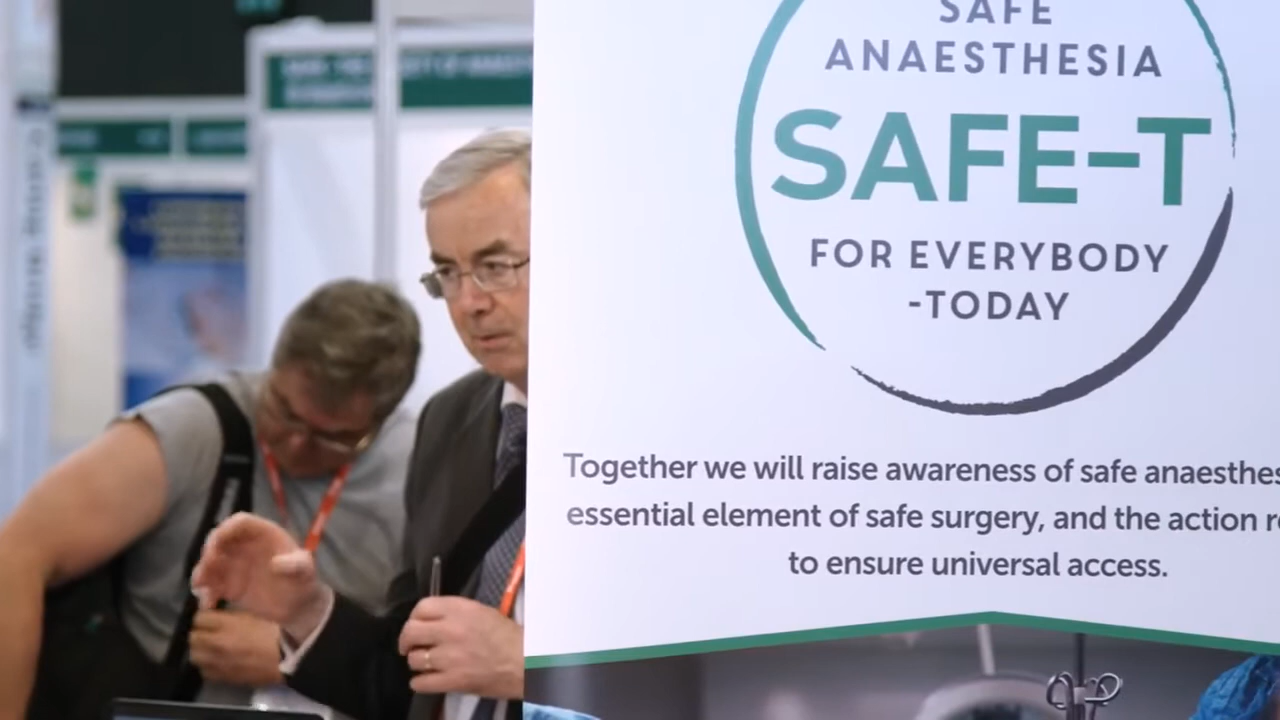 SAFE
ANAESTHESIA
SAFE-T
FOR EVERYBODY
-TODAY
Together we will raise awareness of safe anaesthes
essential element of safe surgery, and the action r
to ensure universal access.